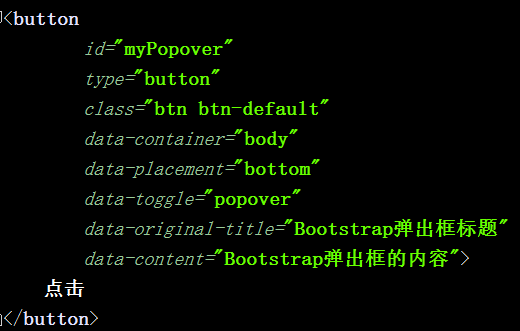 <button
id="myPopover"
type="button"
class="btn btn-default"
data-container="body"
data-placement="bottom"
data-toggle="popover"
data-original-title="Bootstrap弹出框标题"
data-content="Bootstrap弹出框的内容">
点击
</button>